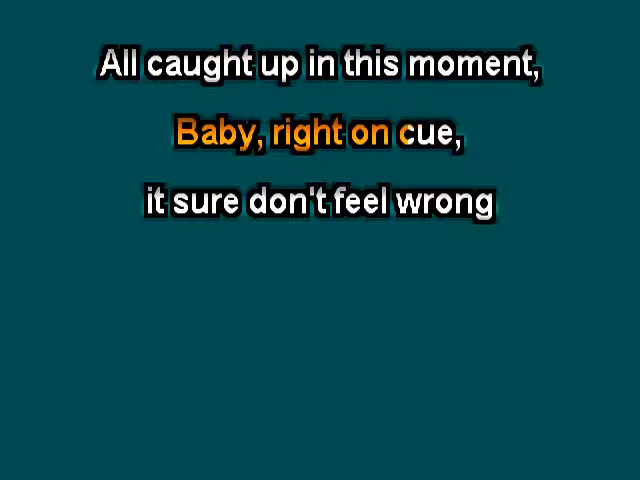 All caught up in this moment,
Baby, right on cue,
it sure don't feel wrong